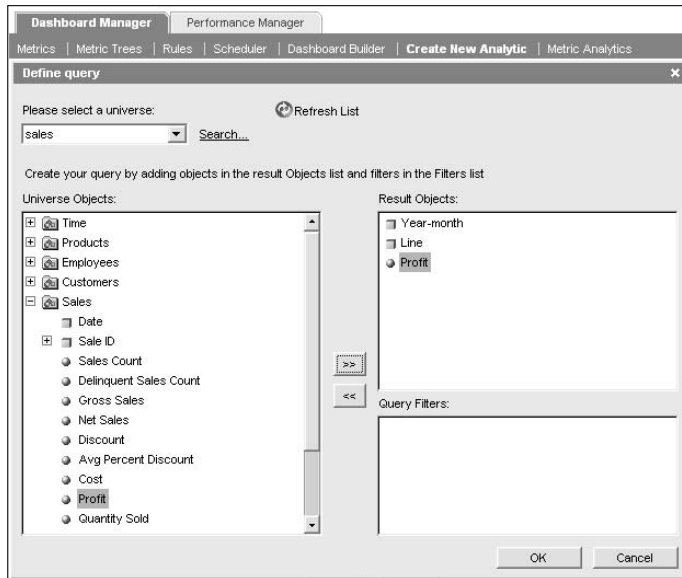 Dashboard Manager
Performance Manager
Metrics | Metric Trees | Rules | Scheduler | Dashboard Builder | Create New Analytic | Metric Analytics
Define query
Please select a universe:
Refresh List
sales
Search...
Create your query by adding objects in the result Objects list and filters in the Filters list
Universe Objects:
Time
Products
Employees
Customers
Sales
Date
Sale ID
Sales Count
Delinquent Sales Count
Gross Sales
Net Sales
Discount
Avg Percent Discount
Cost
Profit
Quantity Sold
>>
<<
Result Objects:
Year-month
Line
Profit
Query Filters:
OK
Cancel